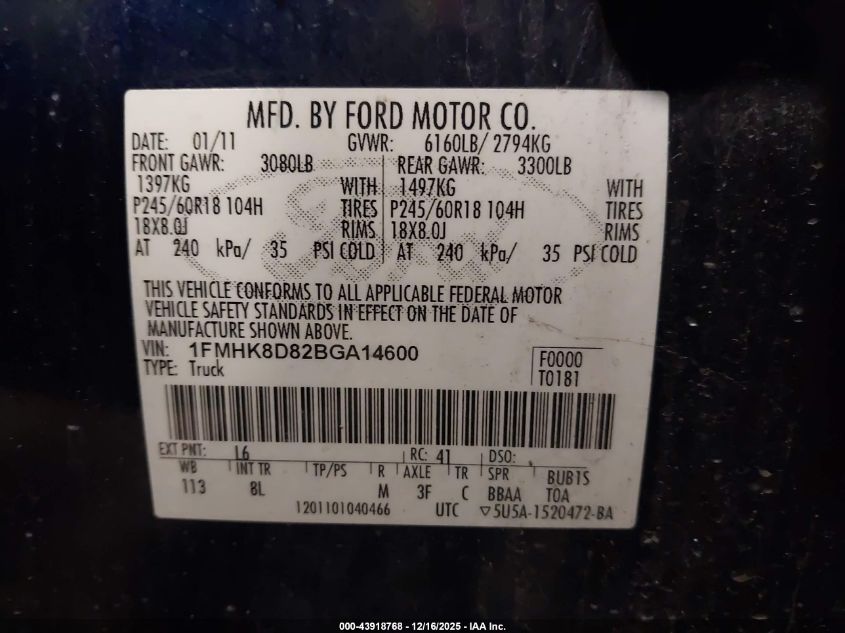 MFD. BY FORD MOTOR CO.
DATE: 01/11 GVWR: 6160LB/ 2794KG
FRONT GAWR: 3080LB REAR GAWR: 3300LB
1397KG WITH 1497KG WITH
P245/60R18 104H TIRES P245/60R18 104H TIRES
18X8.0J RIMS 18X8.0J RIMS
AT 240 kPa/ 35 PSI COLD AT 240 kPa/ 35 PSI COLD
THIS VEHICLE CONFORMS TO ALL APPLICABLE FEDERAL MOTOR
VEHICLE SAFETY STANDARDS IN EFFECT ON THE DATE OF
MANUFACTURE SHOWN ABOVE.
VIN: 1FMHK8D82BGA14600 F0000
TYPE: Truck T0181
EXT PNT: L6 RC: 41 DSO:
WB INT TR TP/PS R AXLE TR SPR BUB1S
113 8L M 3F C BBAA TOA
1201101040466 UTC ▽5U5A-1520472-BA
000-43918768 - 12/16/2025 - IAA Inc.